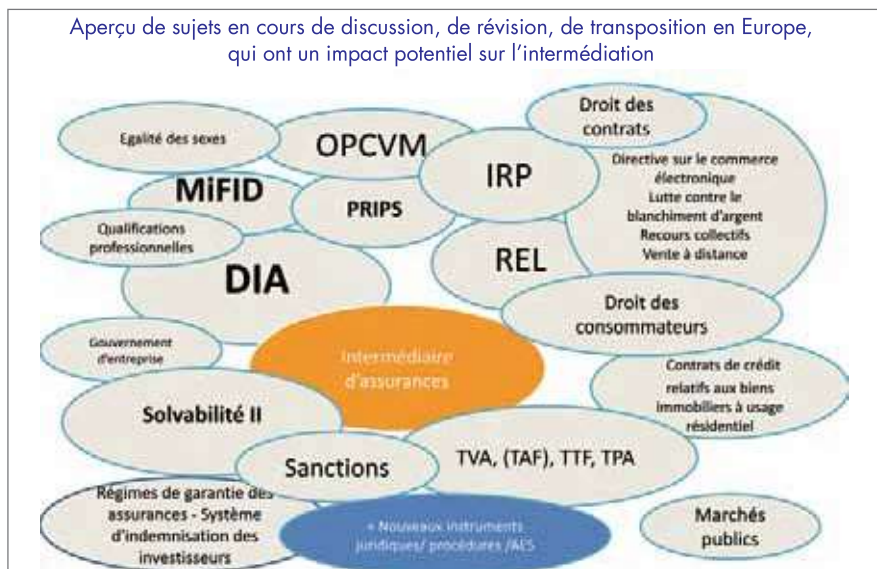 Aperçu de sujets en cours de discussion, de révision, de transposition en Europe,
qui ont un impact potentiel sur l'intermédiation
Egalité des sexes
OPCVM
IRP
Droit des
contrats
Directive sur le commerce
électronique
Lutte contre le
blanchiment d'argent
Recours collectifs
Vente à distance
MiFID
PRIPS
Qualifications
professionnelles
DIA
REL
Droit des
consommateurs
Intermédiaire
d'assurances
Gouvernement
d'entreprise
Contrats de crédit
relatifs aux biens
immobiliers à usage
résidentiel
Solvabilité II
Sanctions
TVA, (TAF), TTF, TPA
Régimes de garantie des
assurances - Système
d'indemnisation des
investisseurs
+ Nouveaux instruments
juridiques/ procédures /AES
Marchés
publics